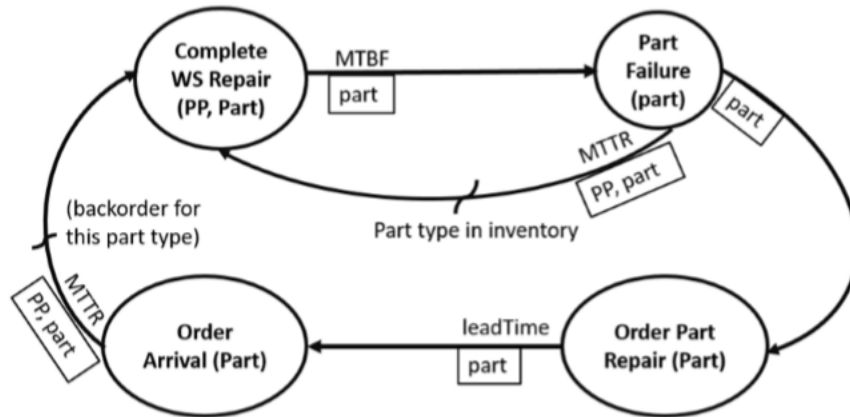 Complete
WS Repair
(PP, Part)
MTBF
part
Part
Failure
(part)
part
MTTR
PP, part
Part type in inventory
(backorder for
this part type)
MTTR
PP, part
Order
Arrival (Part)
leadTime
part
Order Part
Repair (Part)